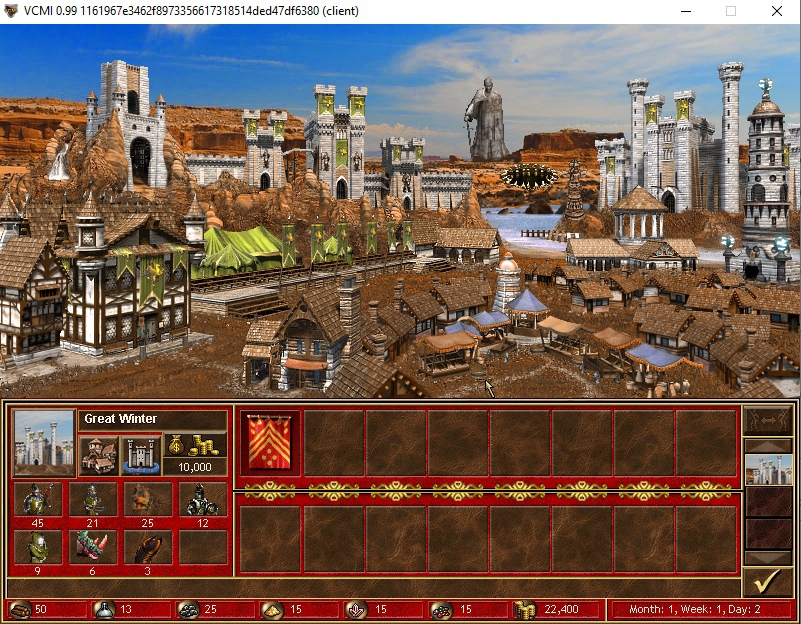 VCMI 0.99 1161967e3462f8973356617318514ded47df6380 (client)
Great Winter
10,000
45 21 25 12
9 6 3
50 13 25 15 15 15 22,400 Month: 1, Week: 1, Day: 2